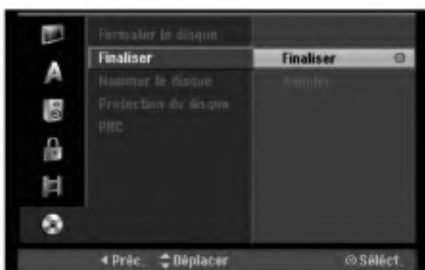 Formater le disque
Finaliser
Finaliser
Nommer le disque
Annuler
Protection du disque
PBC
Préc.
Déplacer
Sélect.